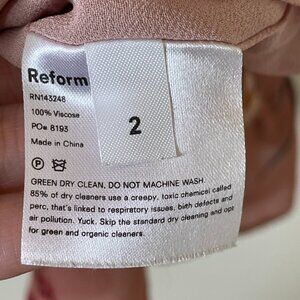 Reform
RN143248
100% Viscose
PO# 8193
Made in China
2
P
GREEN DRY CLEAN. DO NOT MACHINE WASH.
85% of dry cleaners use a creepy, toxic chemical called
perc, that's linked to respiratory issues, birth defects and
air pollution. Yuck. Skip the standard dry cleaning and opt
for green and organic cleaners.